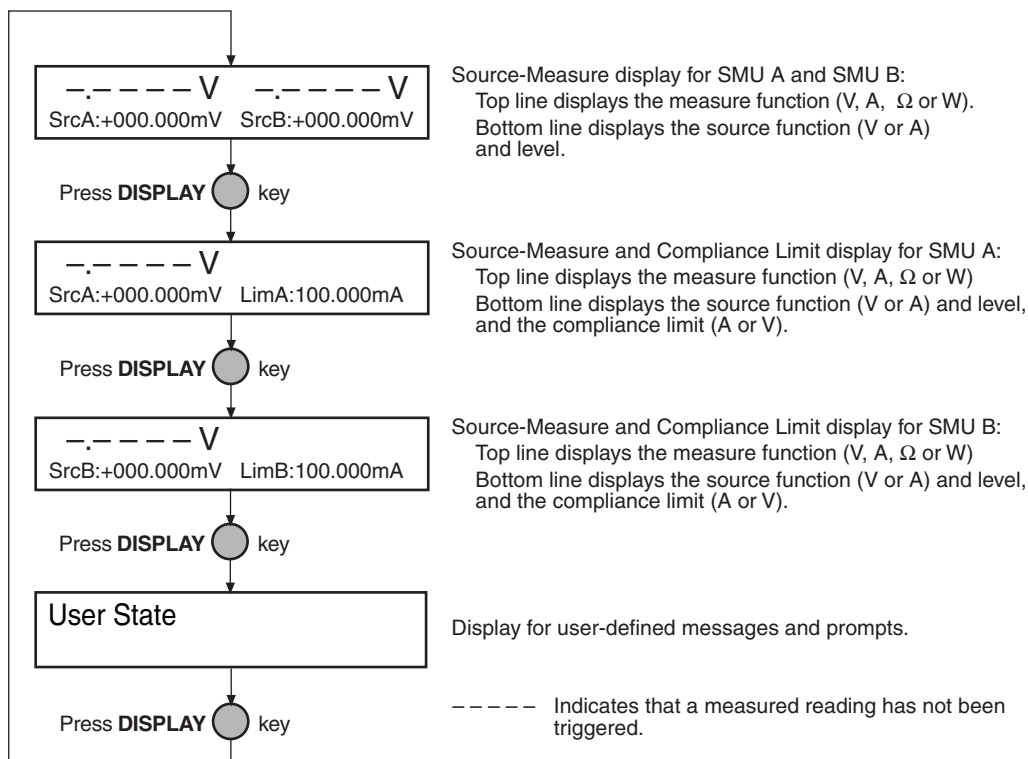 –.– – – – V –.– – – – V
SrcA:+000.000mV SrcB:+000.000mV
Source-Measure display for SMU A and SMU B:
Top line displays the measure function (V, A, Ω or W).
Bottom line displays the source function (V or A)
and level.
Press DISPLAY key
–.– – – – V
SrcA:+000.000mV LimA:100.000mA
Source-Measure and Compliance Limit display for SMU A:
Top line displays the measure function (V, A, Ω or W)
Bottom line displays the source function (V or A) and level,
and the compliance limit (A or V).
Press DISPLAY key
–.– – – – V
SrcB:+000.000mV LimB:100.000mA
Source-Measure and Compliance Limit display for SMU B:
Top line displays the measure function (V, A, Ω or W)
Bottom line displays the source function (V or A) and level,
and the compliance limit (A or V).
Press DISPLAY key
User State
Display for user-defined messages and prompts.
Press DISPLAY key
– – – – – Indicates that a measured reading has not been
triggered.